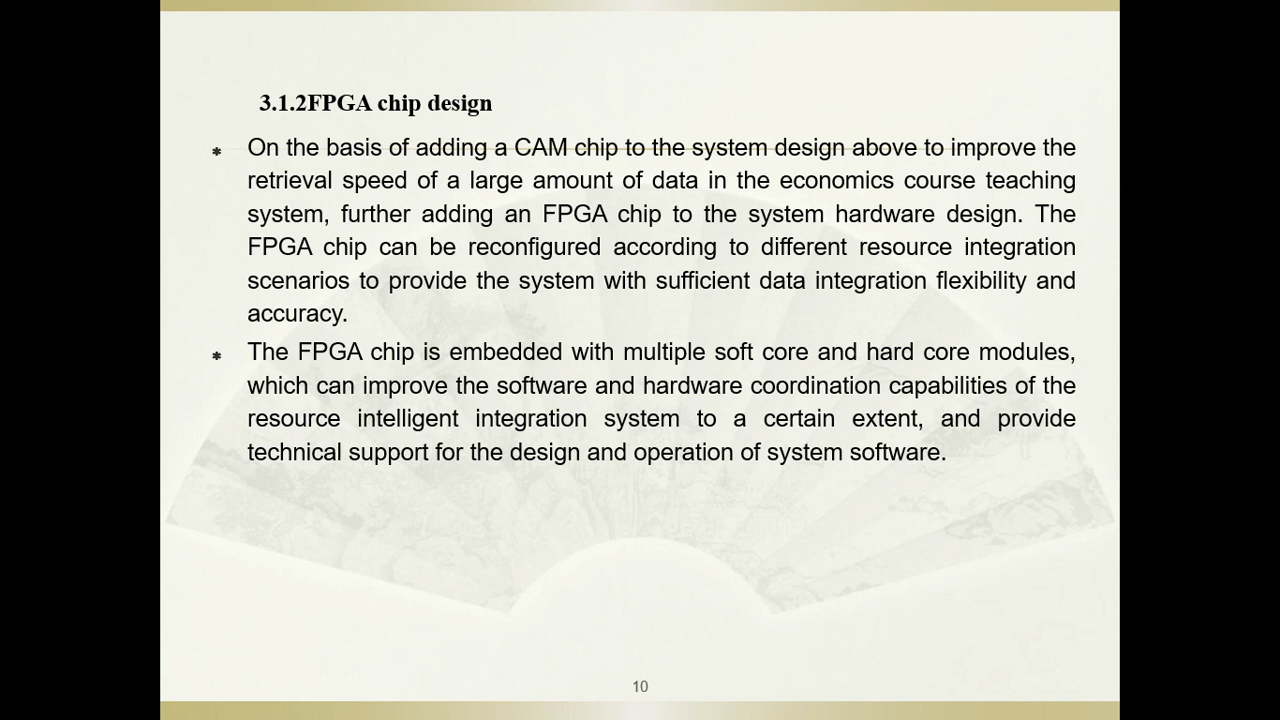 3.1.2FPGA chip design
On the basis of adding a CAM chip to the system design above to improve the
retrieval speed of a large amount of data in the economics course teaching
system, further adding an FPGA chip to the system hardware design. The
FPGA chip can be reconfigured according to different resource integration
scenarios to provide the system with sufficient data integration flexibility and
accuracy.
The FPGA chip is embedded with multiple soft core and hard core modules,
which can improve the software and hardware coordination capabilities of the
resource intelligent integration system to a certain extent, and provide
technical support for the design and operation of system software.
10